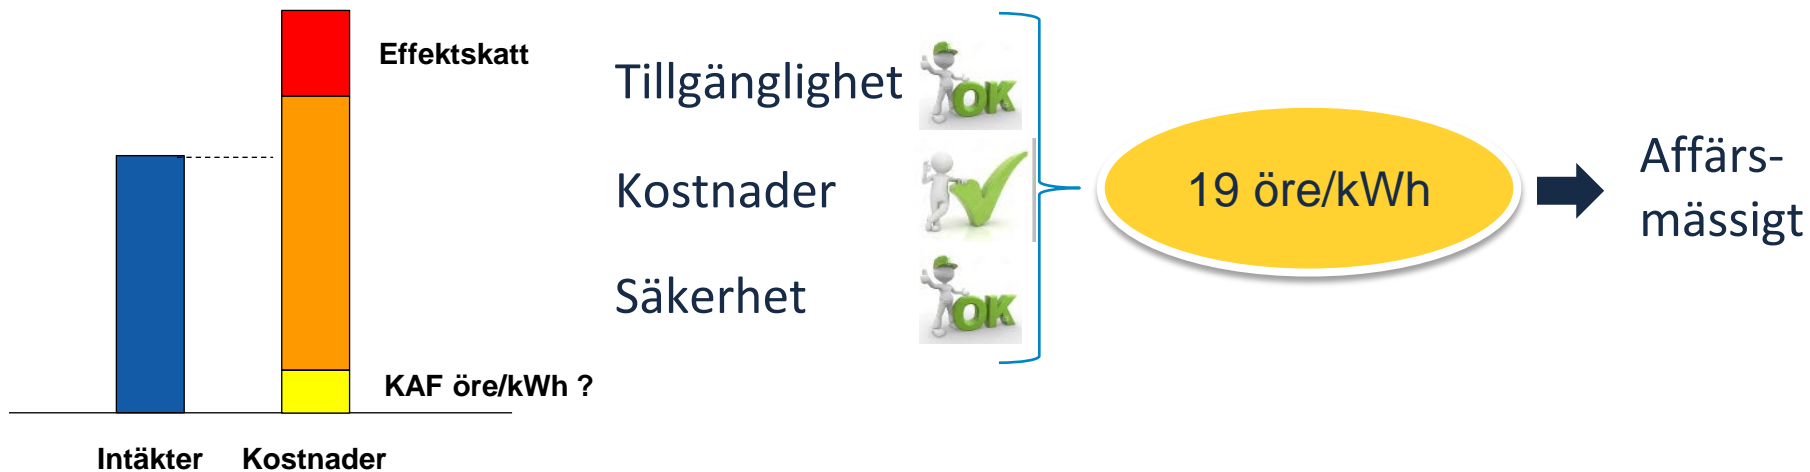 Effektskatt
KAF öre/kWh ?
Intäkter
Kostnader
Tillgänglighet
OK
Kostnader
Säkerhet
OK
19 öre/kWh
Affärs-
mässigt